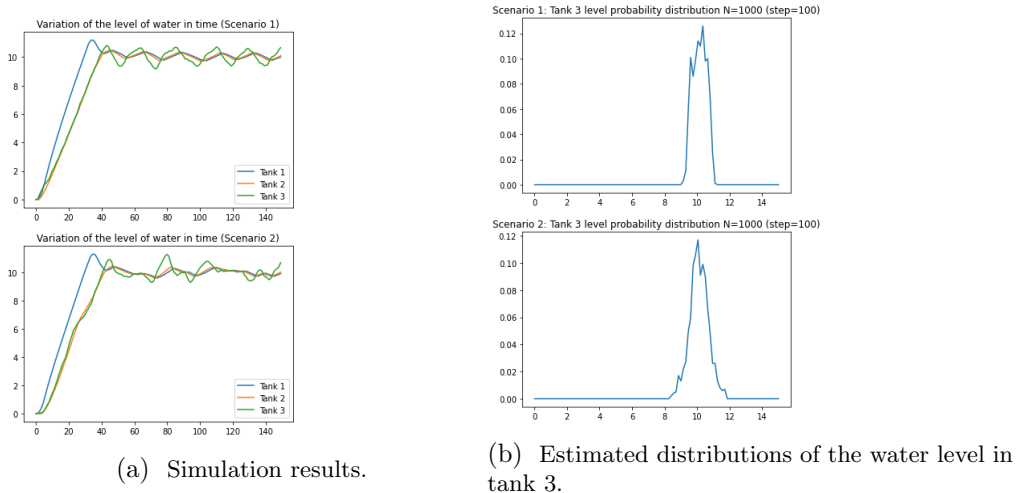 Variation of the level of water in time (Scenario 1)
10
8
6
4
2
0
Tank 1
Tank 2
Tank 3
0 20 40 60 80 100 120 140
Variation of the level of water in time (Scenario 2)
10
8
6
4
2
0
Tank 1
Tank 2
Tank 3
0 20 40 60 80 100 120 140
(a) Simulation results.
Scenario 1: Tank 3 level probability distribution N=1000 (step=100)
0.12
0.10
0.08
0.06
0.04
0.02
0.00
0 2 4 6 8 10 12 14
Scenario 2: Tank 3 level probability distribution N=1000 (step=100)
0.12
0.10
0.08
0.06
0.04
0.02
0.00
0 2 4 6 8 10 12 14
(b) Estimated distributions of the water level in
tank 3.